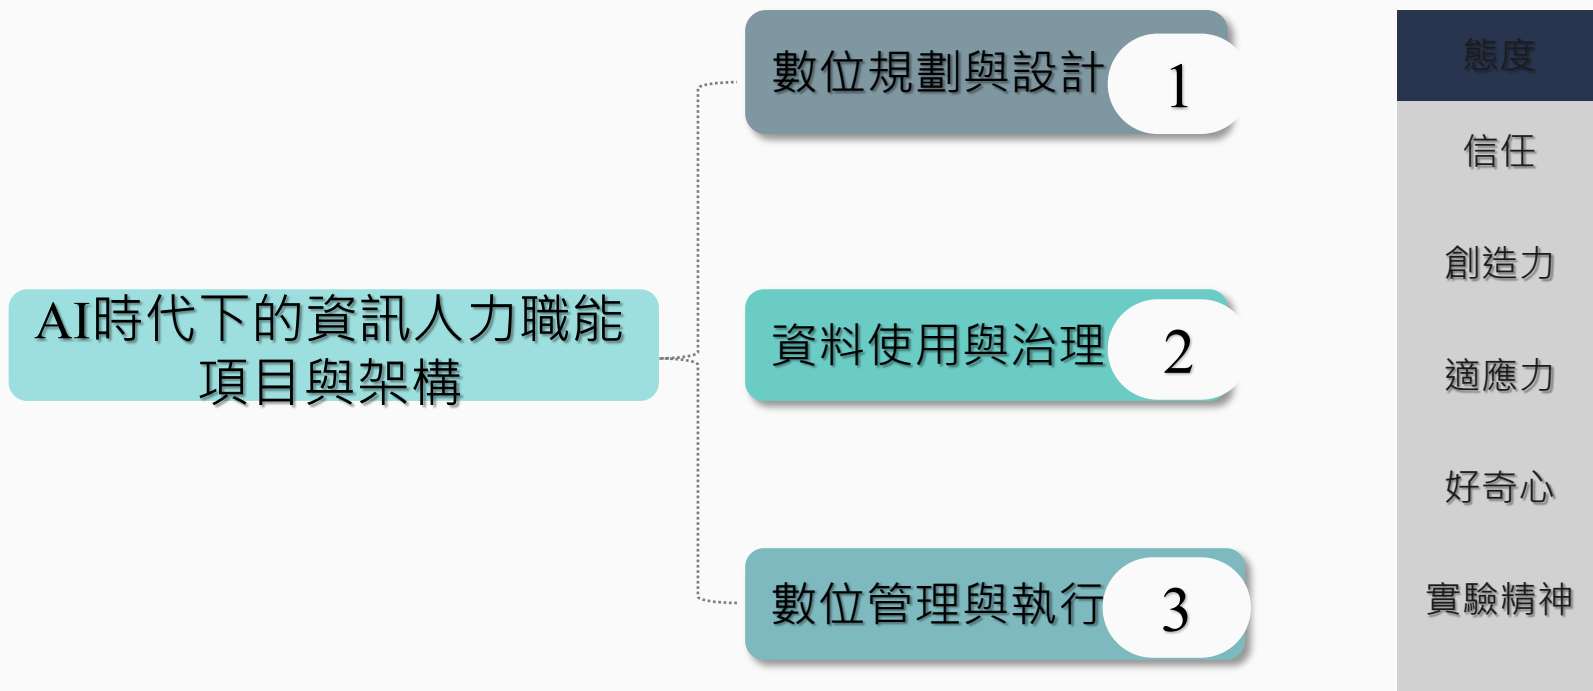 AI時代下的資訊人力職能
項目與架構
數位規劃與設計
1
資料使用與治理
2
數位管理與執行
3
態度
信任
創造力
適應力
好奇心
實驗精神